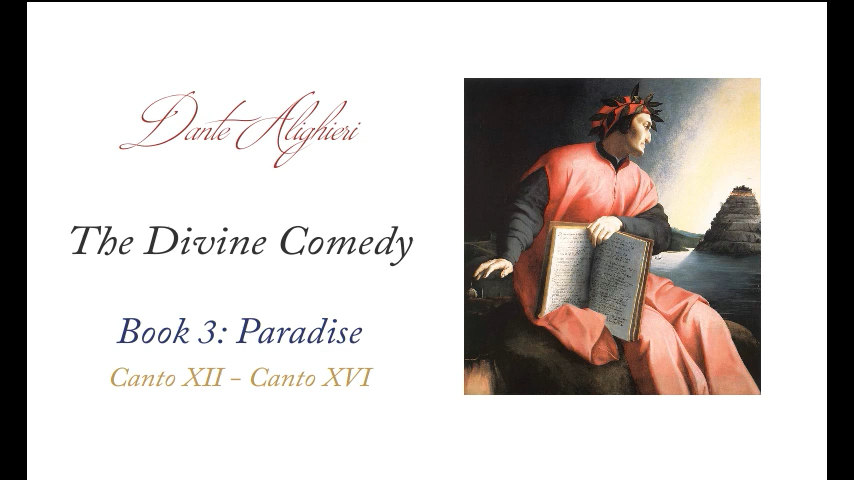 Dante Alighieri
The Divine Comedy
Book 3: Paradise
Canto XII – Canto XVI